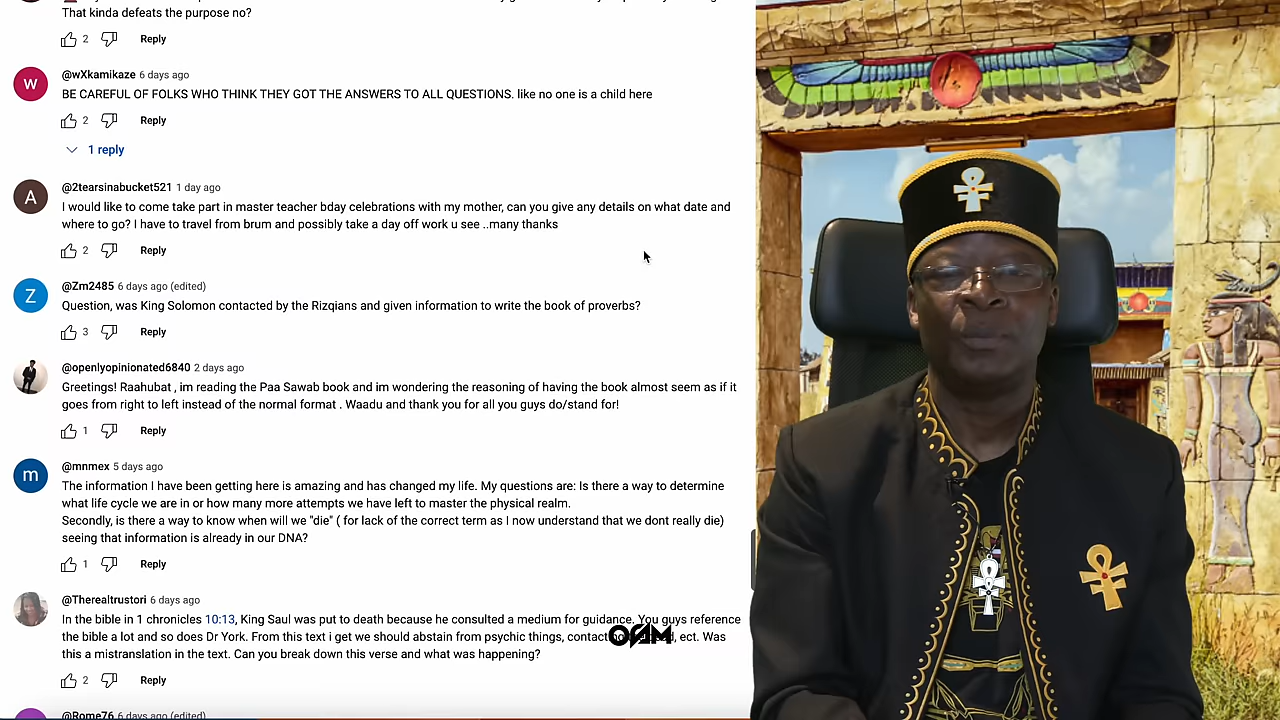 That kinda defeats the purpose no?
2 Reply
W @wXkamikaze 6 days ago
BE CAREFUL OF FOLKS WHO THINK THEY GOT THE ANSWERS TO ALL QUESTIONS. like no one is a child here
2 Reply
1 reply
A @2tearsinabucket521 1 day ago
I would like to come take part in master teacher bday celebrations with my mother, can you give any details on what date and
where to go? I have to travel from brum and possibly take a day off work u see ..many thanks
2 Reply
Z @Zm2485 6 days ago (edited)
Question, was King Solomon contacted by the Rizqians and given information to write the book of proverbs?
3 Reply
@openlyopinionated6840 2 days ago
Greetings! Raahubat , im reading the Paa Sawab book and im wondering the reasoning of having the book almost seem as if it
goes from right to left instead of the normal format . Waadu and thank you for all you guys do/stand for!
1 Reply
m @mnmex 5 days ago
The information I have been getting here is amazing and has changed my life. My questions are: Is there a way to determine
what life cycle we are in or how many more attempts we have left to master the physical realm.
Secondly, is there a way to know when will we "die" ( for lack of the correct term as I now understand that we dont really die)
seeing that information is already in our DNA?
1 Reply
@Therealtrustori 6 days ago
In the bible in 1 chronicles 10:13, King Saul was put to death because he consulted a medium for guidance. You guys reference
the bible a lot and so does Dr York. From this text i get we should abstain from psychic things, contact ect. Was
this a mistranslation in the text. Can you break down this verse and what was happening?
2 Reply
@Rome76 6 days ago (edited)